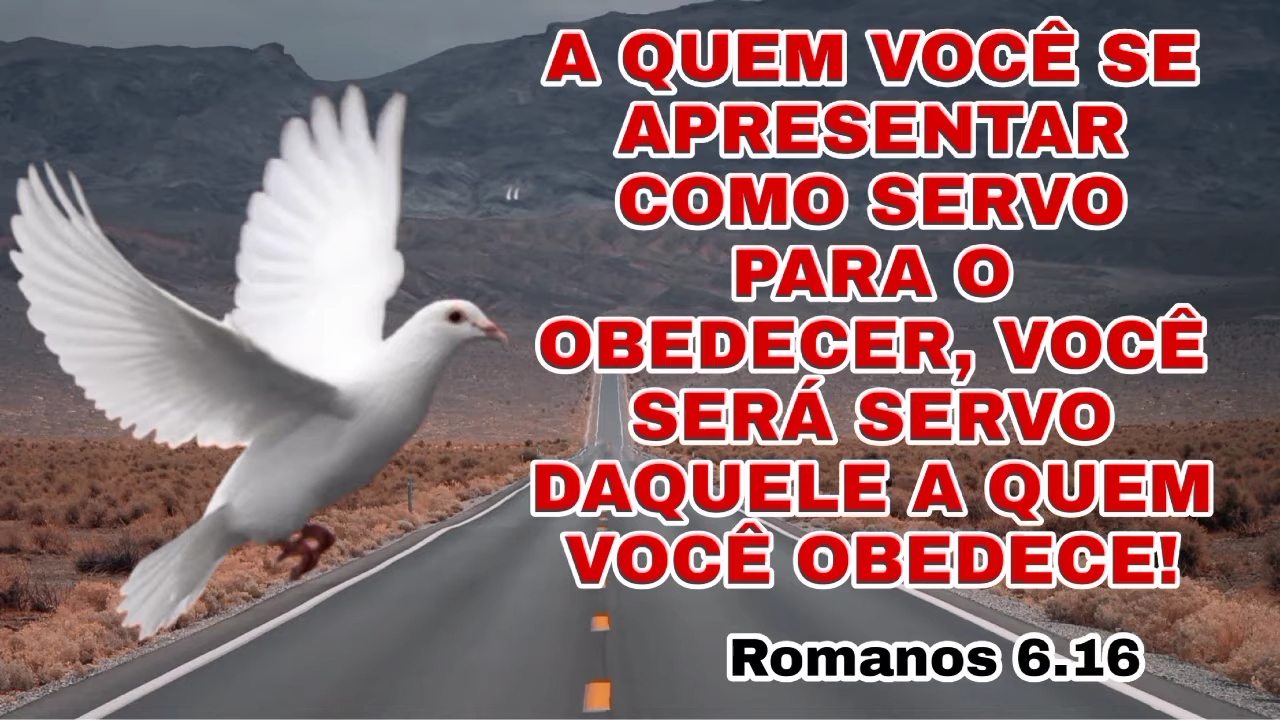 A QUEM VOCÊ SE
APRESENTAR
COMO SERVO
PARA O
OBEDECER, VOCÊ
SERÁ SERVO
DAQUELE A QUEM
VOCÊ OBEDECE!
Romanos 6.16